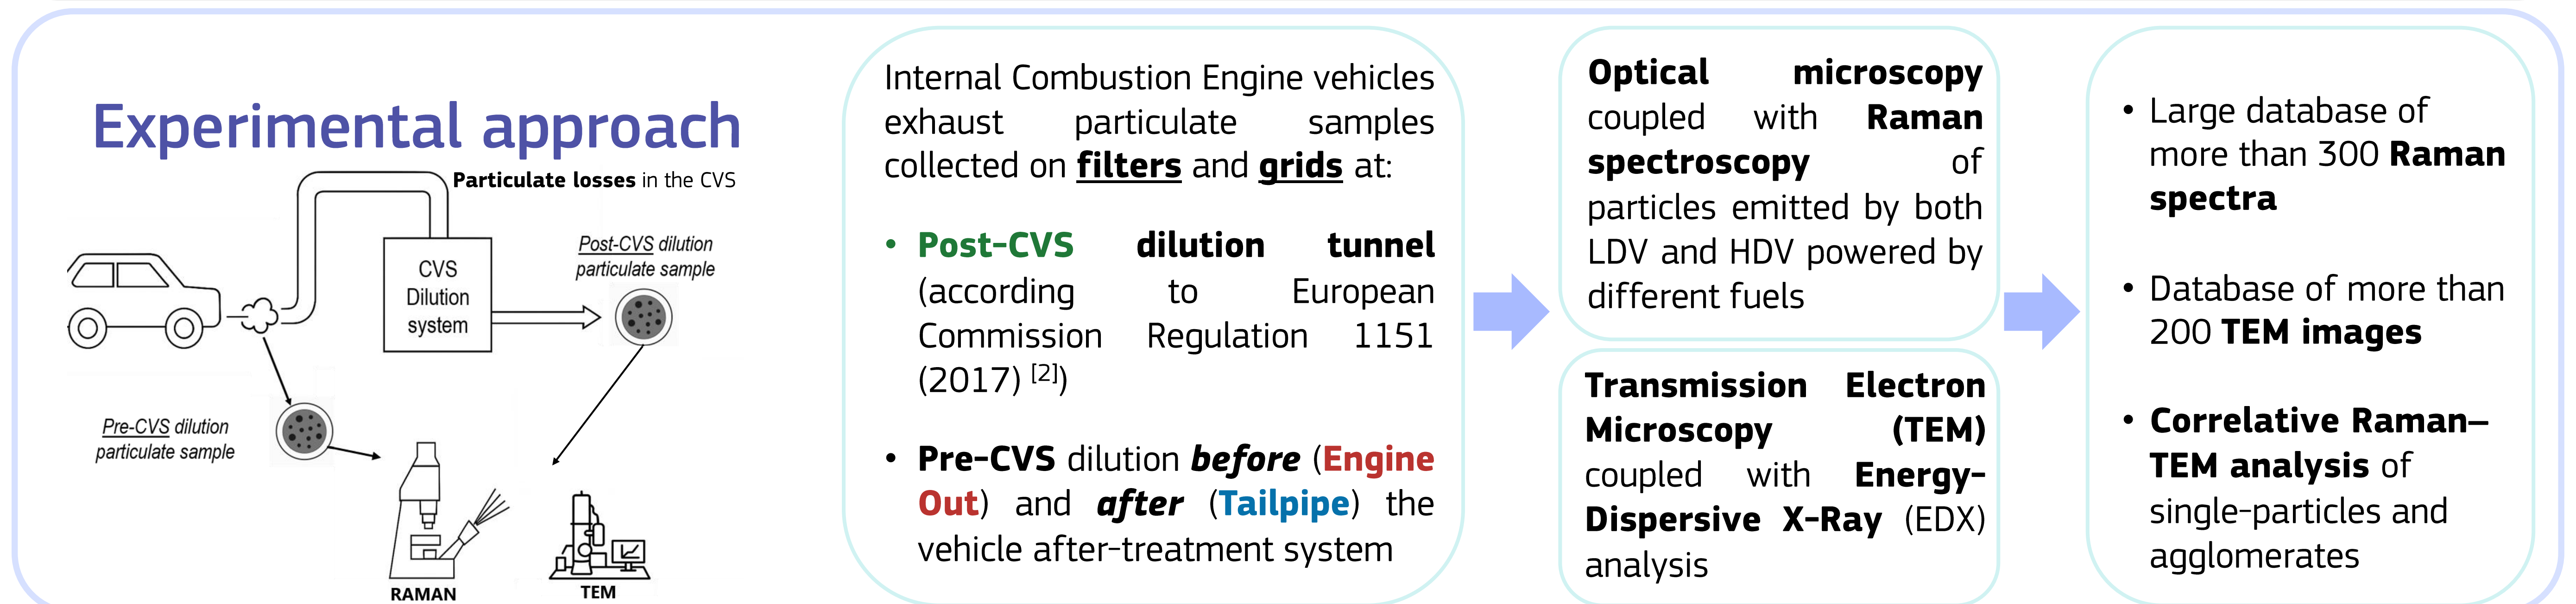 Experimental approach
Particulate losses in the CVS
Post-CVS dilution
particulate sample
CVS
Dilution
system
Pre-CVS dilution
particulate sample
RAMAN
TEM
Internal Combustion Engine vehicles
exhaust particulate samples
collected on filters and grids at:
• Post-CVS dilution tunnel
(according to European
Commission Regulation 1151
(2017) [2])
• Pre-CVS dilution before (Engine
Out) and after (Tailpipe) the
vehicle after-treatment system
Optical microscopy
coupled with Raman
spectroscopy of
particles emitted by both
LDV and HDV powered by
different fuels
Transmission Electron
Microscopy (TEM)
coupled with Energy-
Dispersive X-Ray (EDX)
analysis
• Large database of
more than 300 Raman
spectra
• Database of more than
200 TEM images
• Correlative Raman–
TEM analysis of
single-particles and
agglomerates